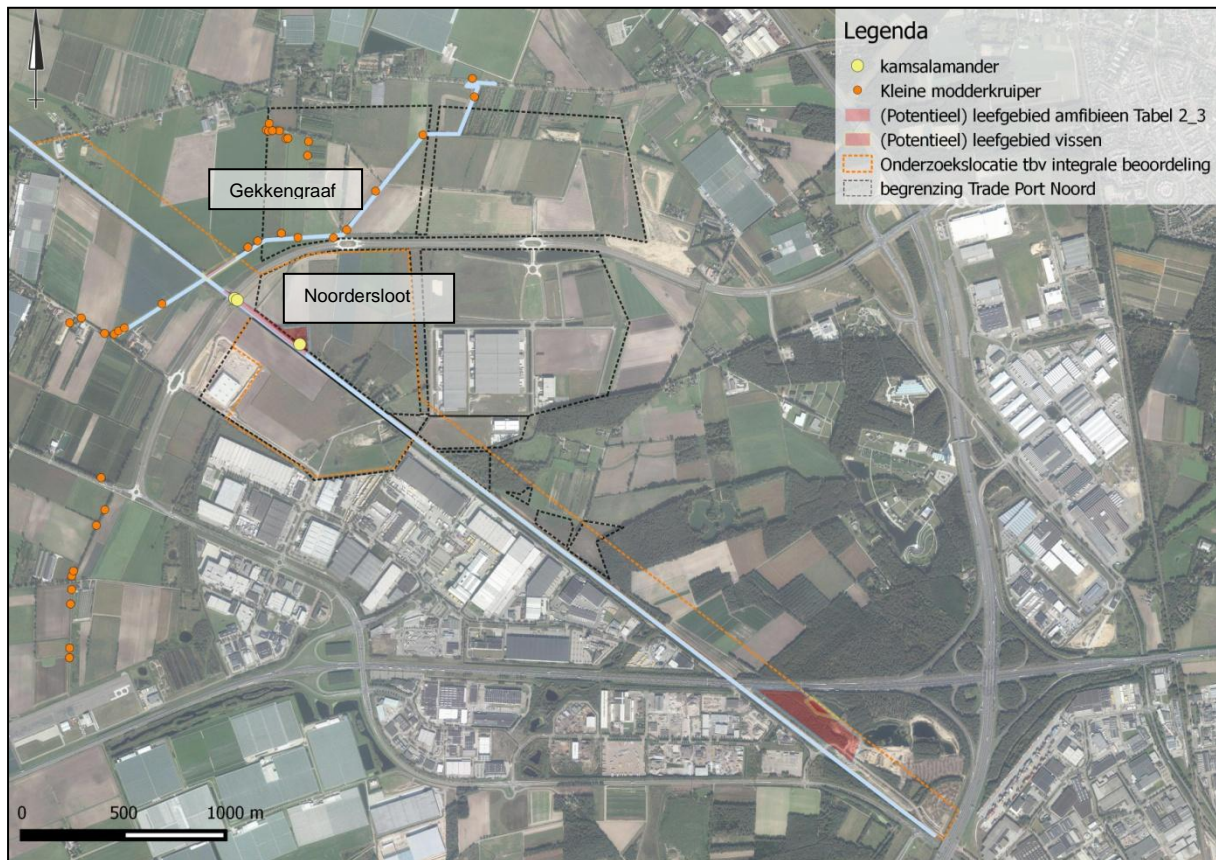 Legenda
kamsalamander
Kleine modderkruiper
(Potentieel) leefgebied amfibieen Tabel 2_3
(Potentieel) leefgebied vissen
Onderzoekslocatie tbv integrale beoordeling
begrenzing Trade Port Noord
Gekkengraaf
Noordersloot
0 500 1000 m